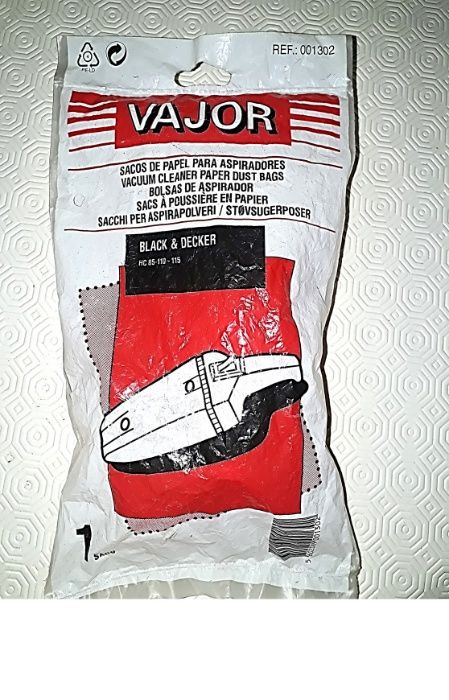 PE-LD
REF.: 001302
VAJOR
SACOS DE PAPEL PARA ASPIRADORES
VACUUM CLEANER PAPER DUST BAGS
BOLSAS DE ASPIRADOR
SACS À POUSSIÈRE EN PAPIER
SACCHI PER ASPIRAPOLVERI / STØVSUGERPOSER
BLACK & DECKER
HC 85-110 - 115
1